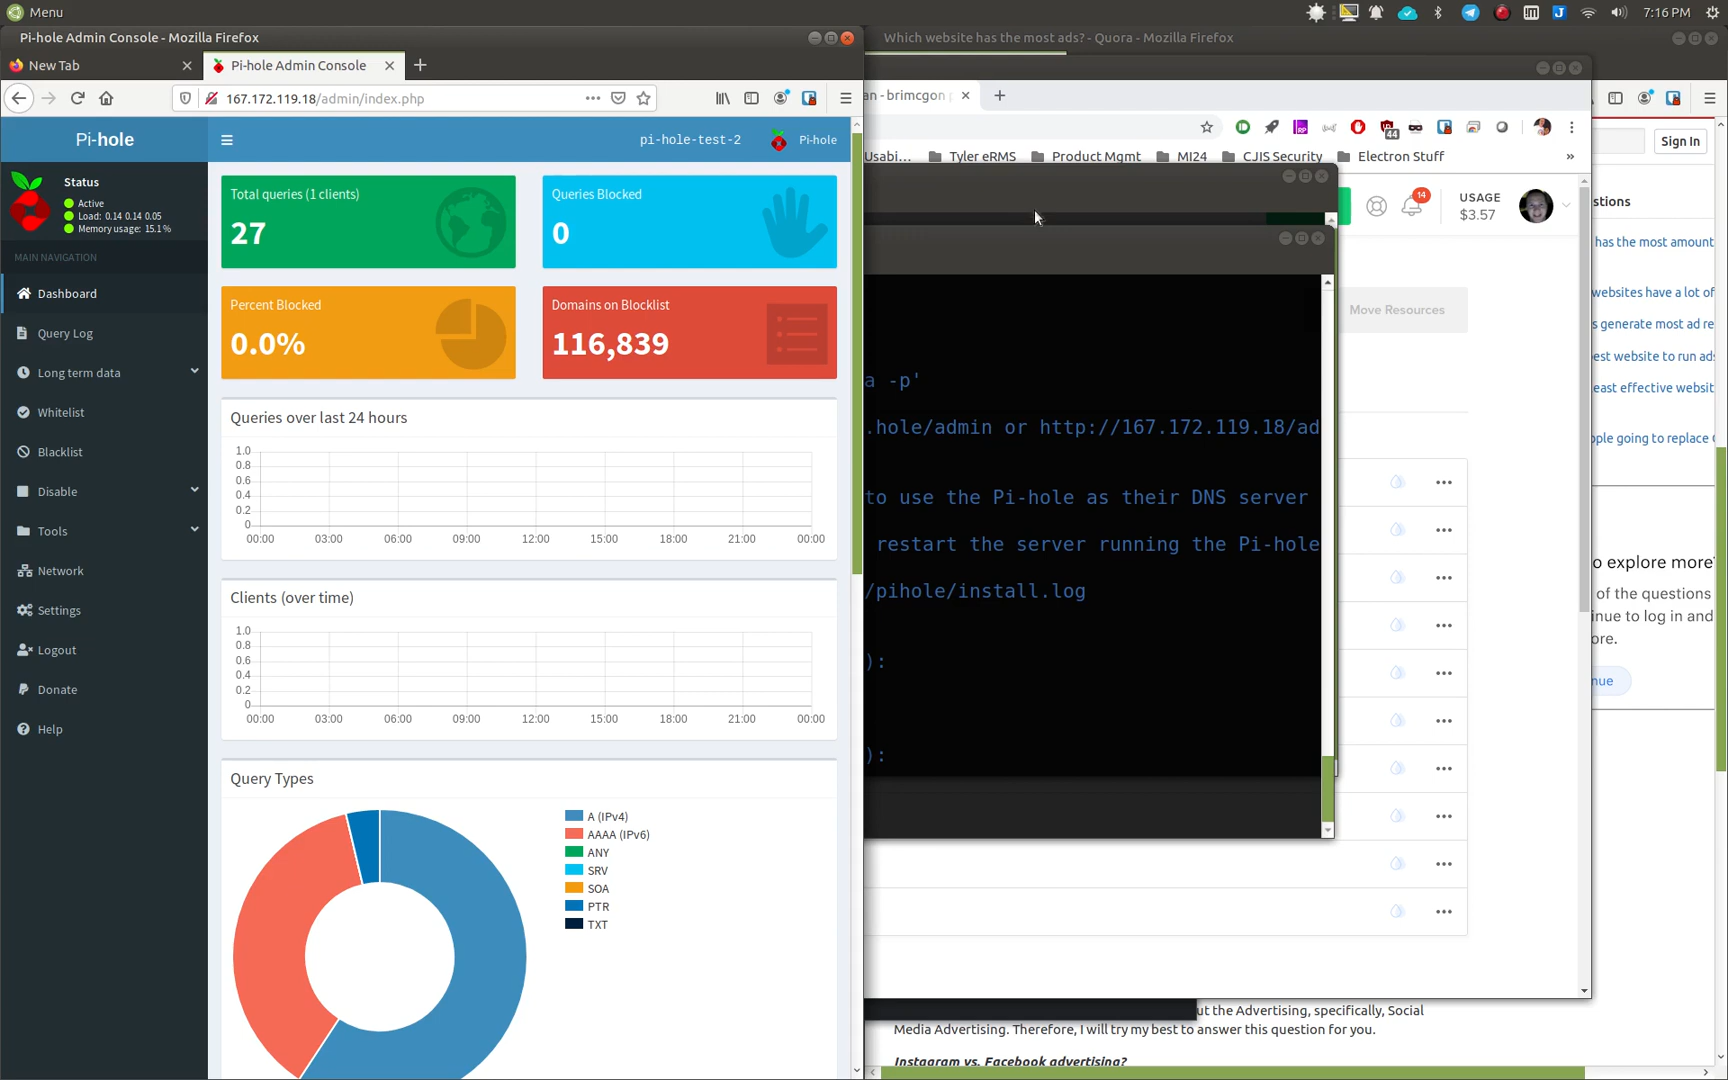 Menu
7:16 PM
Pi-hole Admin Console - Mozilla Firefox
Which website has the most ads? - Quora - Mozilla Firefox
New Tab
Pi-hole Admin Console
an - brimcgon
167.172.119.18/admin/index.php
44
Usabi...
Tyler eRMS
Product Mgmt
MI24
CJIS Security
Electron Stuff
»
Sign In
Pi-hole
pi-hole-test-2
Pi-hole
Status
Active
Load: 0.14 0.14 0.05
Memory usage: 15.1 %
MAIN NAVIGATION
Dashboard
Query Log
Long term data
Whitelist
Blacklist
Disable
Tools
Network
Settings
Logout
Donate
Help
Total queries (1 clients)
27
Queries Blocked
0
Percent Blocked
0.0%
Domains on Blocklist
116,839
Queries over last 24 hours
1.0
0.8
0.6
0.4
0.2
0
00:00 03:00 06:00 09:00 12:00 15:00 18:00 21:00 00:00
Clients (over time)
1.0
0.8
0.6
0.4
0.2
0
00:00 03:00 06:00 09:00 12:00 15:00 18:00 21:00 00:00
Query Types
A (IPv4)
AAAA (IPv6)
ANY
SRV
SOA
PTR
TXT
14
USAGE
$3.57
Move Resources
a -p'
.hole/admin or http://167.172.119.18/ad
to use the Pi-hole as their DNS server
restart the server running the Pi-hole
/pihole/install.log
):
):
stions
has the most amount
websites have a lot of
s generate most ad re
est website to run ads
east effective websit
ople going to replace
o explore more?
of the questions
inue to log in and
ore.
nue
ut the Advertising, specifically, Social
Media Advertising. Therefore, I will try my best to answer this question for you.
Instagram vs. Facebook advertising?